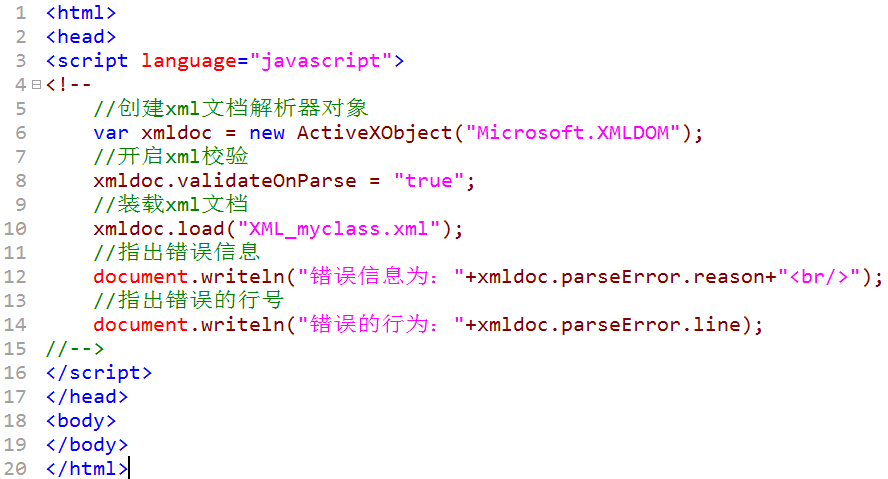 1 <html>
2 <head>
3 <script language="javascript">
4 <!--
5 //创建xml文档解析器对象
6 var xmldoc = new ActiveXObject("Microsoft.XMLDOM");
7 //开启xml校验
8 xmldoc.validateOnParse = "true";
9 //装载xml文档
10 xmldoc.load("XML_myclass.xml");
11 //指出错误信息
12 document.writeln("错误信息为："+xmldoc.parseError.reason+"<br/>");
13 //指出错误的行号
14 document.writeln("错误的行为："+xmldoc.parseError.line);
15 //-->
16 </script>
17 </head>
18 <body>
19 </body>
20 </html>